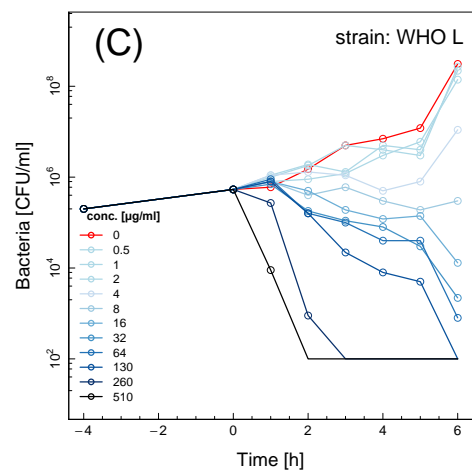 (C)
strain: WHO L
Bacteria [CFU/ml]
10^8
10^6
10^4
10^2
conc. [µg/ml]
0
0.5
1
2
4
8
16
32
64
130
260
510
−4 −2 0 2 4 6
Time [h]